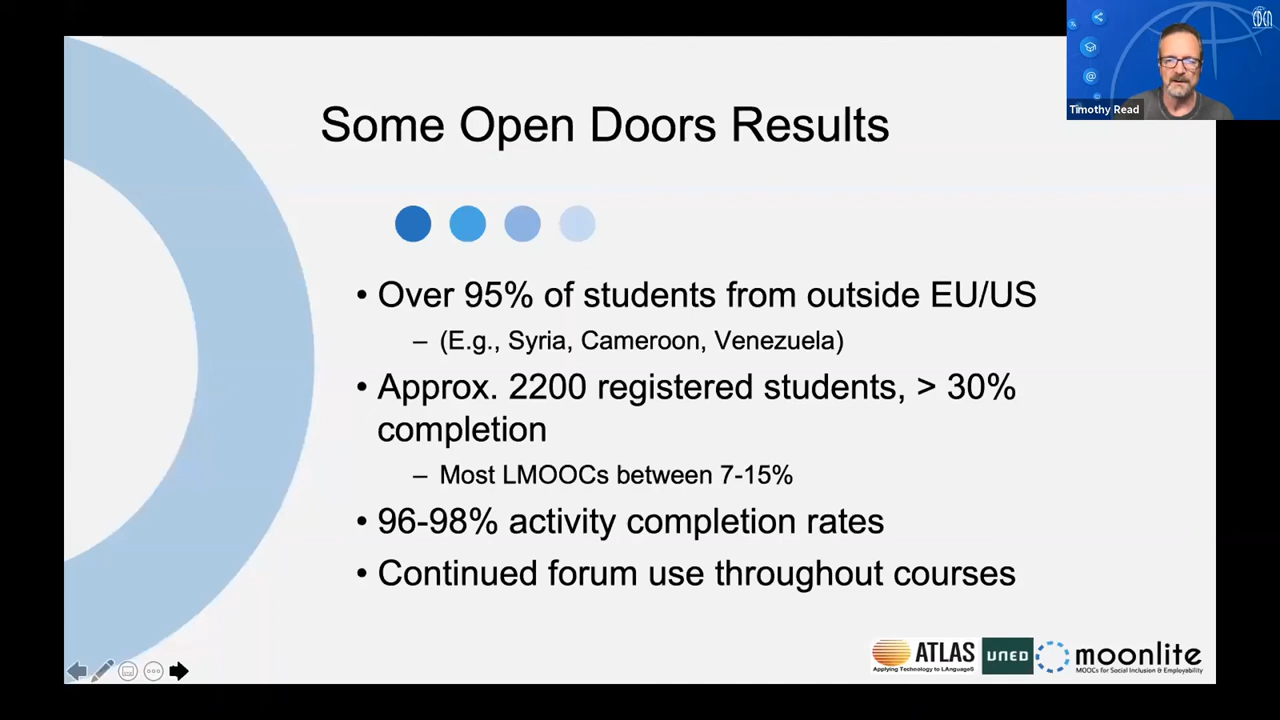 EDEN
Timothy Read
Some Open Doors Results
• Over 95% of students from outside EU/US
– (E.g., Syria, Cameroon, Venezuela)
• Approx. 2200 registered students, > 30%
completion
– Most LMOOCs between 7-15%
• 96-98% activity completion rates
• Continued forum use throughout courses
ATLAS
Applying Technology to LAnguageS
UNED
moonlite
MOOCs for Social Inclusion & Employability